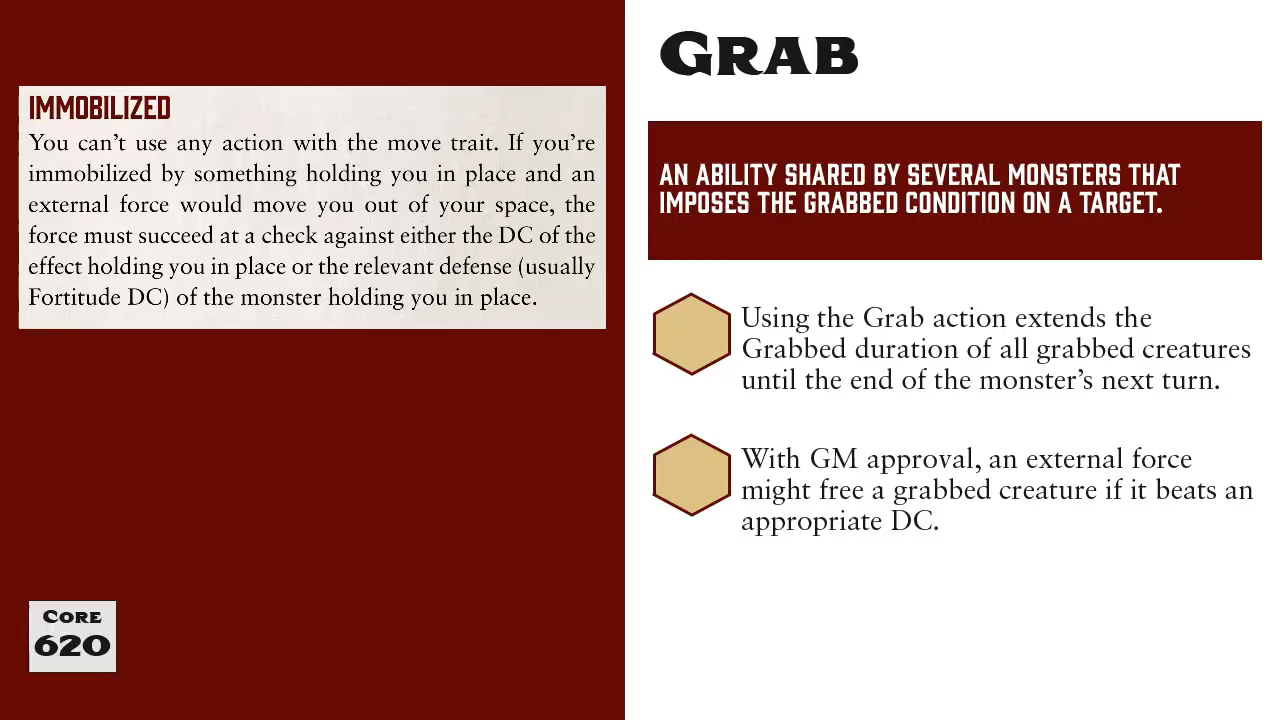 IMMOBILIZED
You can’t use any action with the move trait. If you’re
immobilized by something holding you in place and an
external force would move you out of your space, the
force must succeed at a check against either the DC of the
effect holding you in place or the relevant defense (usually
Fortitude DC) of the monster holding you in place.
CORE
620
GRAB
AN ABILITY SHARED BY SEVERAL MONSTERS THAT
IMPOSES THE GRABBED CONDITION ON A TARGET.
Using the Grab action extends the
Grabbed duration of all grabbed creatures
until the end of the monster’s next turn.
With GM approval, an external force
might free a grabbed creature if it beats an
appropriate DC.